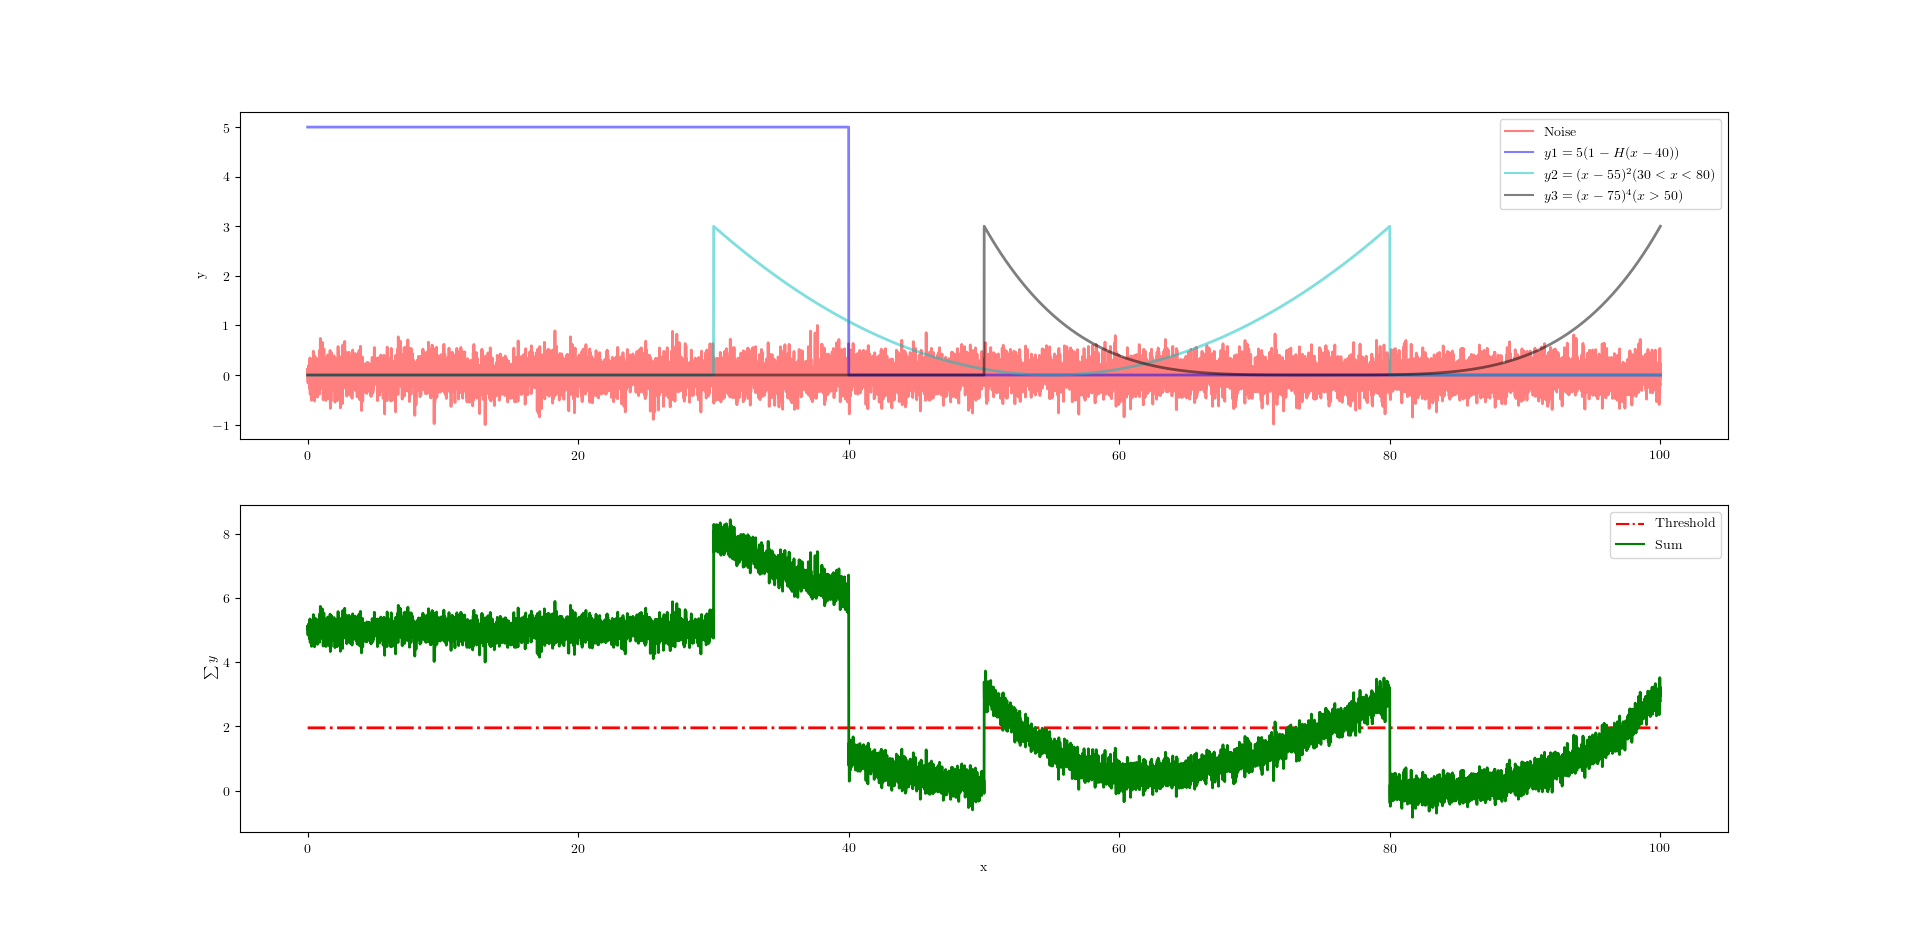 5
4
3
2
1
0
−1
y
0
20
40
60
80
100
Noise
y1 = 5(1 − H(x − 40))
y2 = (x − 55)²(30 < x < 80)
y3 = (x − 75)⁴(x > 50)
8
6
4
2
0
∑ y
0
20
40
60
80
100
x
Threshold
Sum